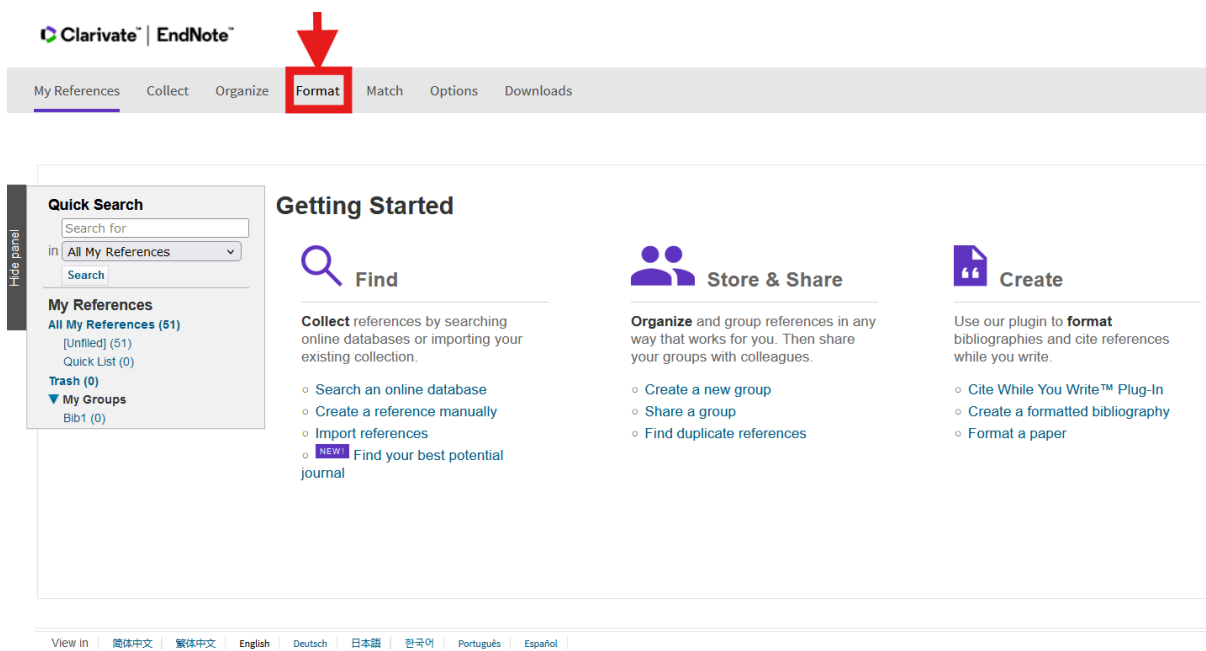 Clarivate™ | EndNote™
My References Collect Organize Format Match Options Downloads
Hide panel
Quick Search
Search for
in All My References
Search
My References
All My References (51)
[Unfiled] (51)
Quick List (0)
Trash (0)
▼ My Groups
Bib1 (0)
Getting Started
Find
Collect references by searching
online databases or importing your
existing collection.
Search an online database
Create a reference manually
Import references
NEW! Find your best potential
journal
Store & Share
Organize and group references in any
way that works for you. Then share
your groups with colleagues.
Create a new group
Share a group
Find duplicate references
Create
Use our plugin to format
bibliographies and cite references
while you write.
Cite While You Write™ Plug-In
Create a formatted bibliography
Format a paper
View in 简体中文 繁体中文 English Deutsch 日本語 한국어 Português Español